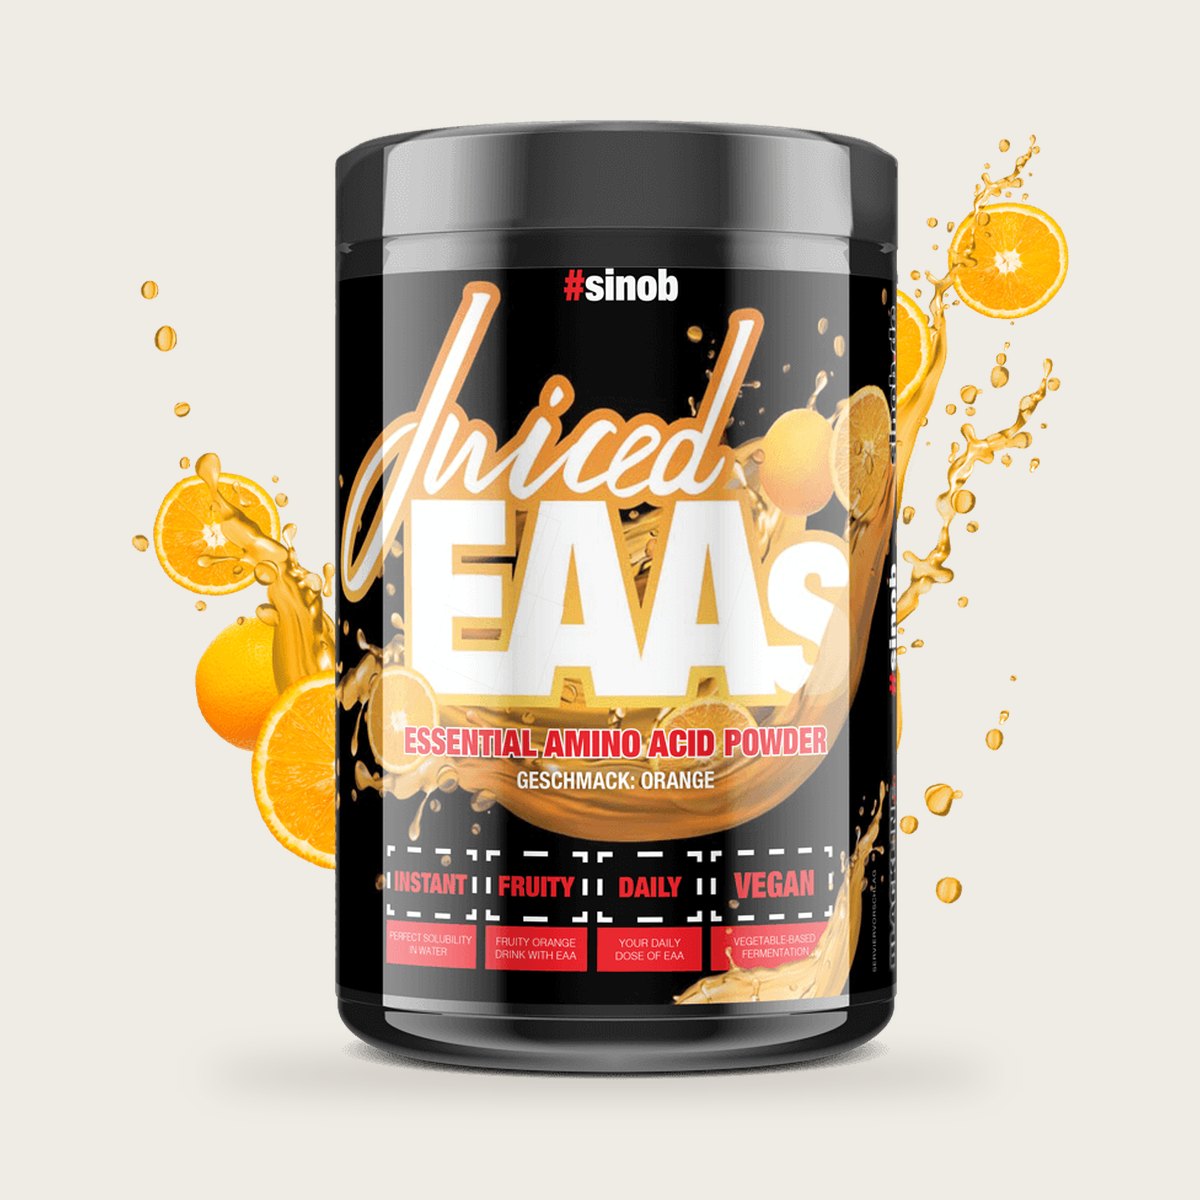 #sinob
Juiced
EAAs
ESSENTIAL AMINO ACID POWDER
GESCHMACK: ORANGE
INSTANT
FRUITY
DAILY
VEGAN
PERFECT SOLUBILITY
IN WATER
FRUITY ORANGE
DRINK WITH EAA
YOUR DAILY
DOSE OF EAA
VEGETABLE-BASED
FERMENTATION
SERVIERVORSCHLAG
#sinob